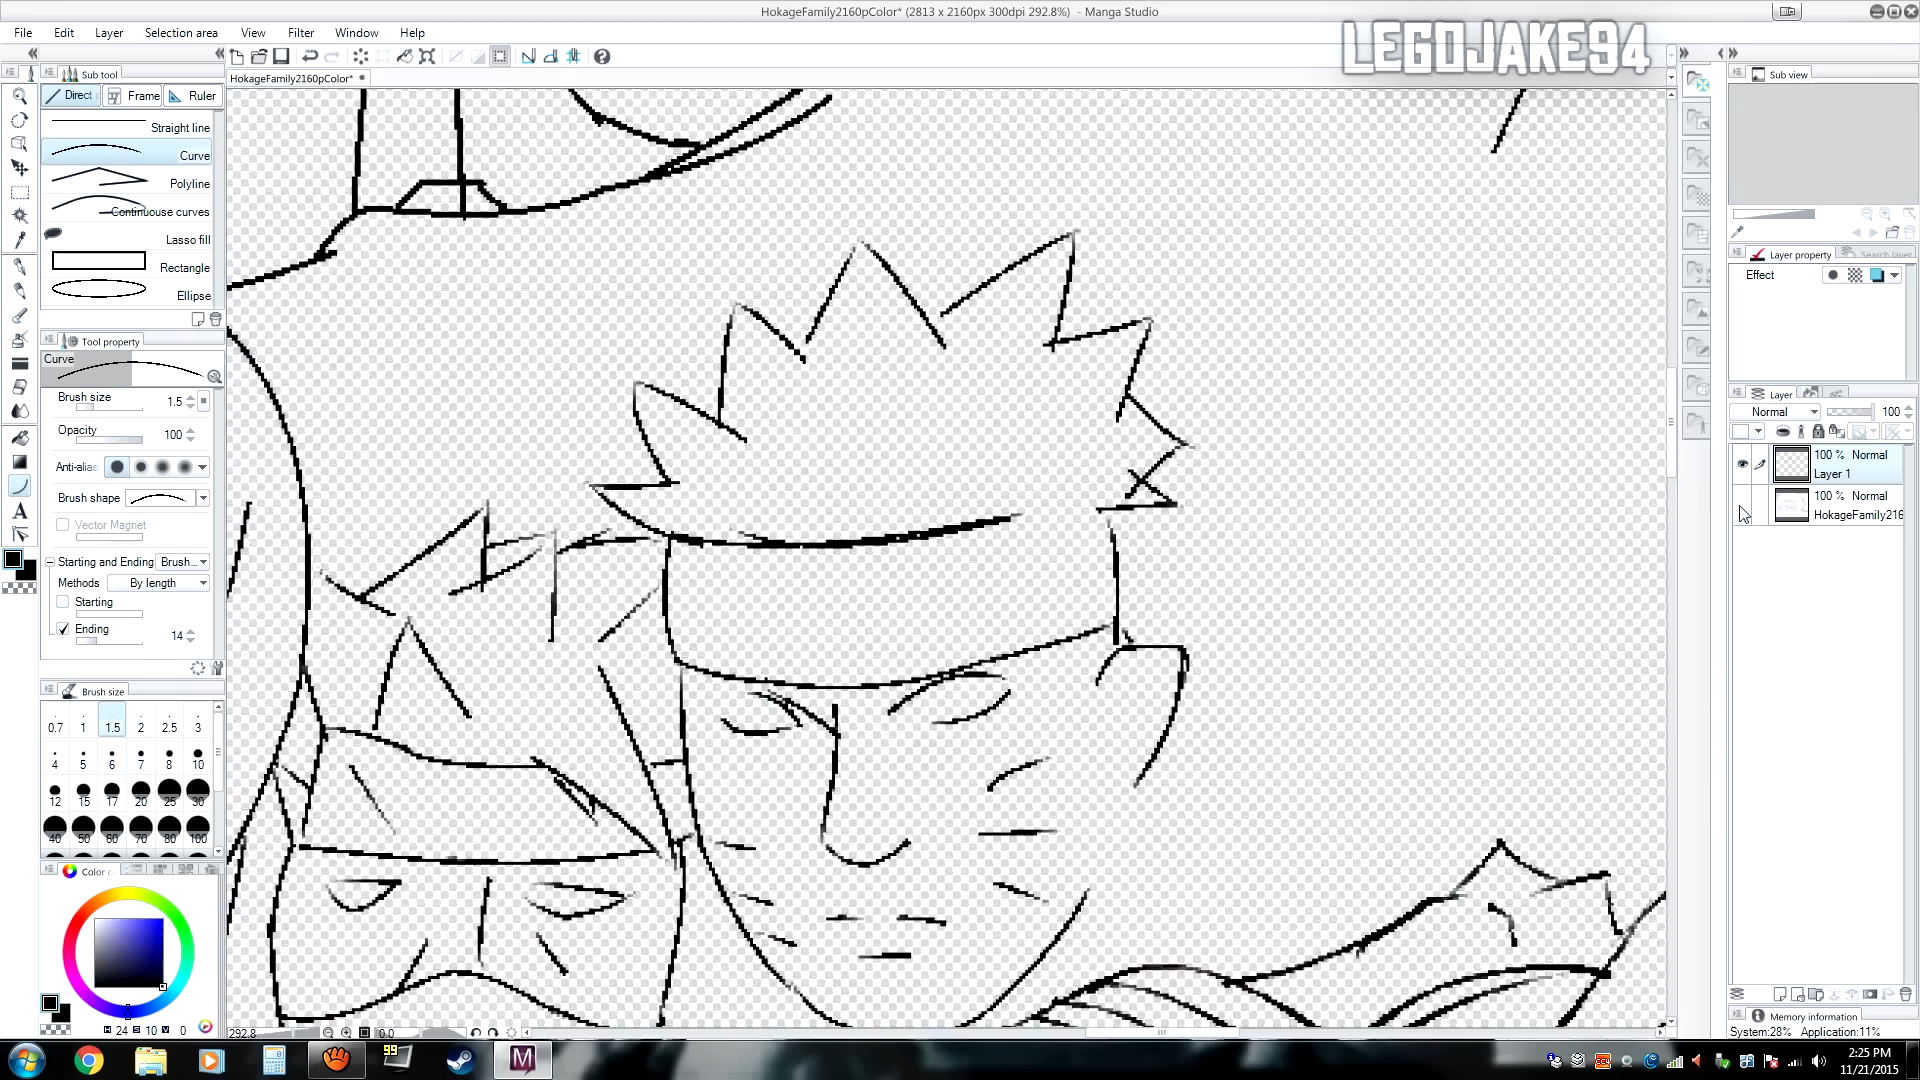 HokageFamily2160pColor* (2813 x 2160px 300dpi 292.8%) - Manga Studio
LEGOJAKE94
File Edit Layer Selection area View Filter Window Help
HokageFamily2160pColor*
Sub tool
Direct Frame Ruler
Straight line
Curve
Polyline
Continuouse curves
Lasso fill
Rectangle
Ellipse
Tool property
Curve
Brush size 1.5
Opacity 100
Anti-alias
Brush shape
Vector Magnet
Starting and Ending Brush...
Methods By length
Starting
Ending 14
Brush size
0.7 1 1.5 2 2.5 3
4 5 6 7 8 10
12 15 17 20 25 30
40 50 60 70 80 100
Color
H 24 S 10 V 0
292.8 0.0
Sub view
Layer property Search layer
Effect
Layer
Normal 100
100 % Normal
Layer 1
100 % Normal
HokageFamily216
Memory information
System:28% Application:11%
99
M
CCV
2:25 PM
11/21/2015